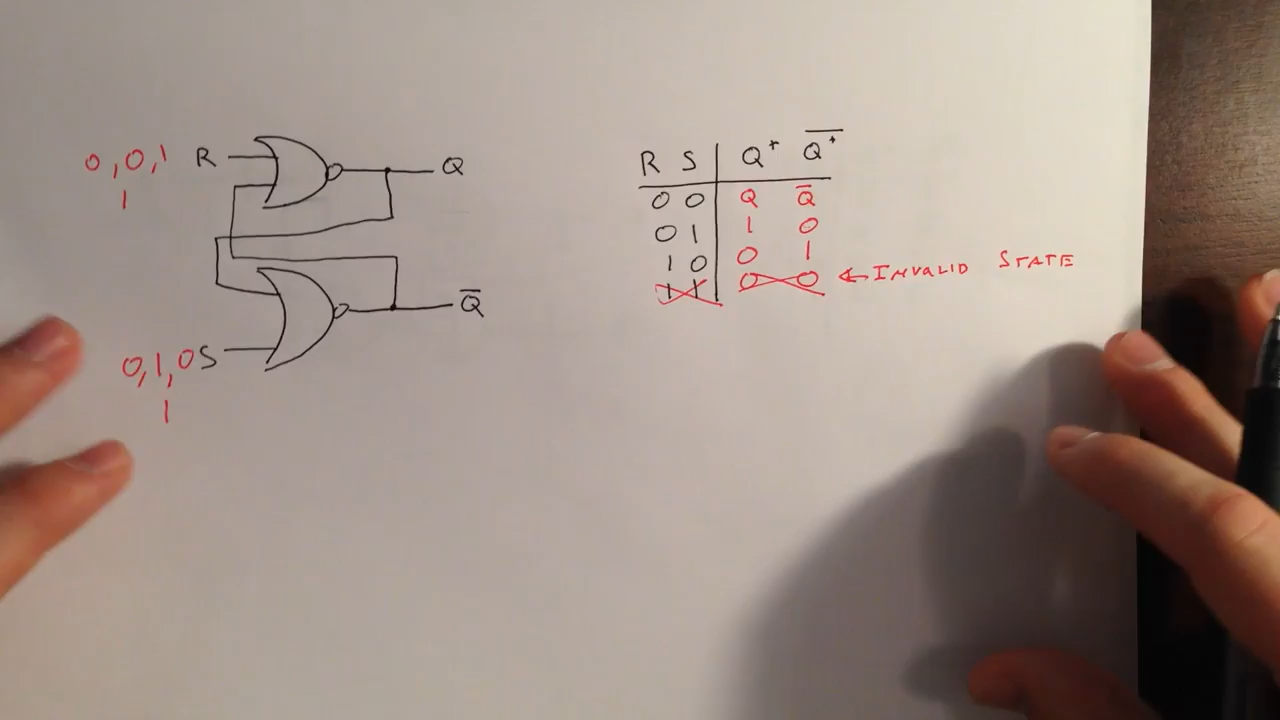 0,0,1 R Q
1
Q̅
0,1,0 S
1
R S Q⁺ Q̅⁺
0 0 Q Q̅
0 1 1 0
1 0 0 1
1 1 0 0 ← INVALID STATE